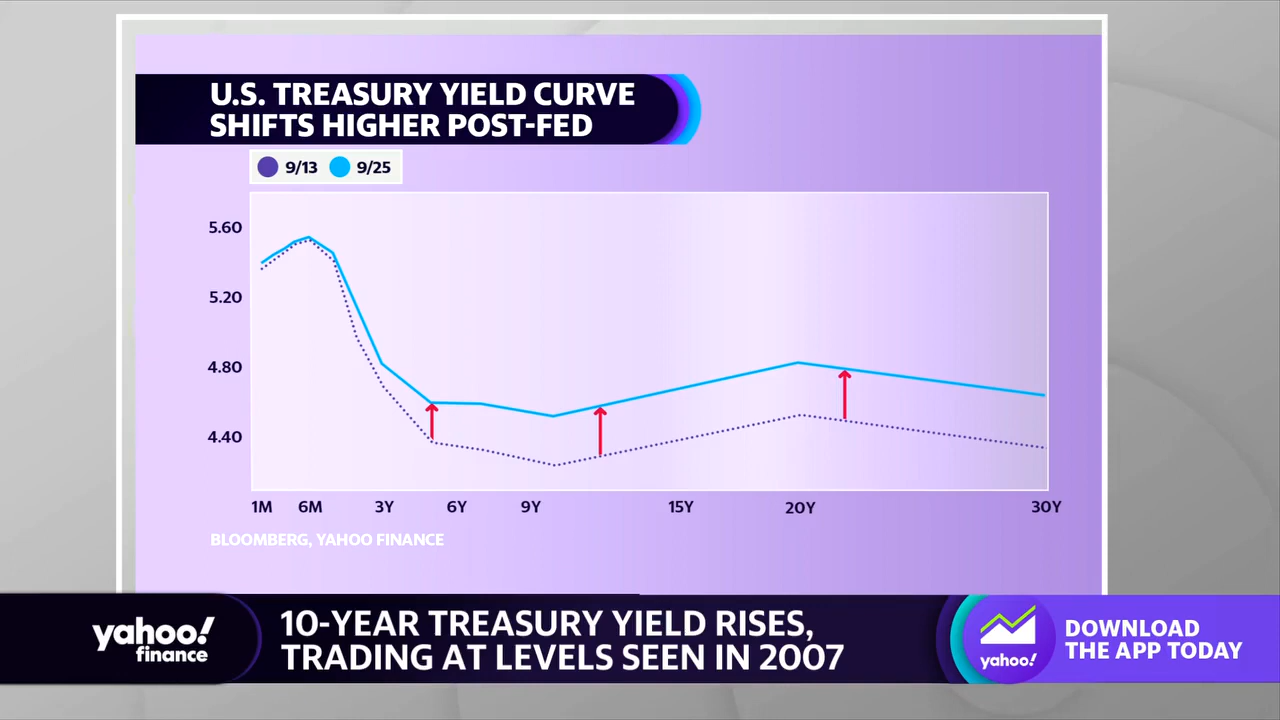 U.S. TREASURY YIELD CURVE
SHIFTS HIGHER POST-FED
9/13 9/25
5.60
5.20
4.80
4.40
1M 6M 3Y 6Y 9Y 15Y 20Y 30Y
BLOOMBERG, YAHOO FINANCE
yahoo!
finance
10-YEAR TREASURY YIELD RISES,
TRADING AT LEVELS SEEN IN 2007
yahoo!
DOWNLOAD
THE APP TODAY